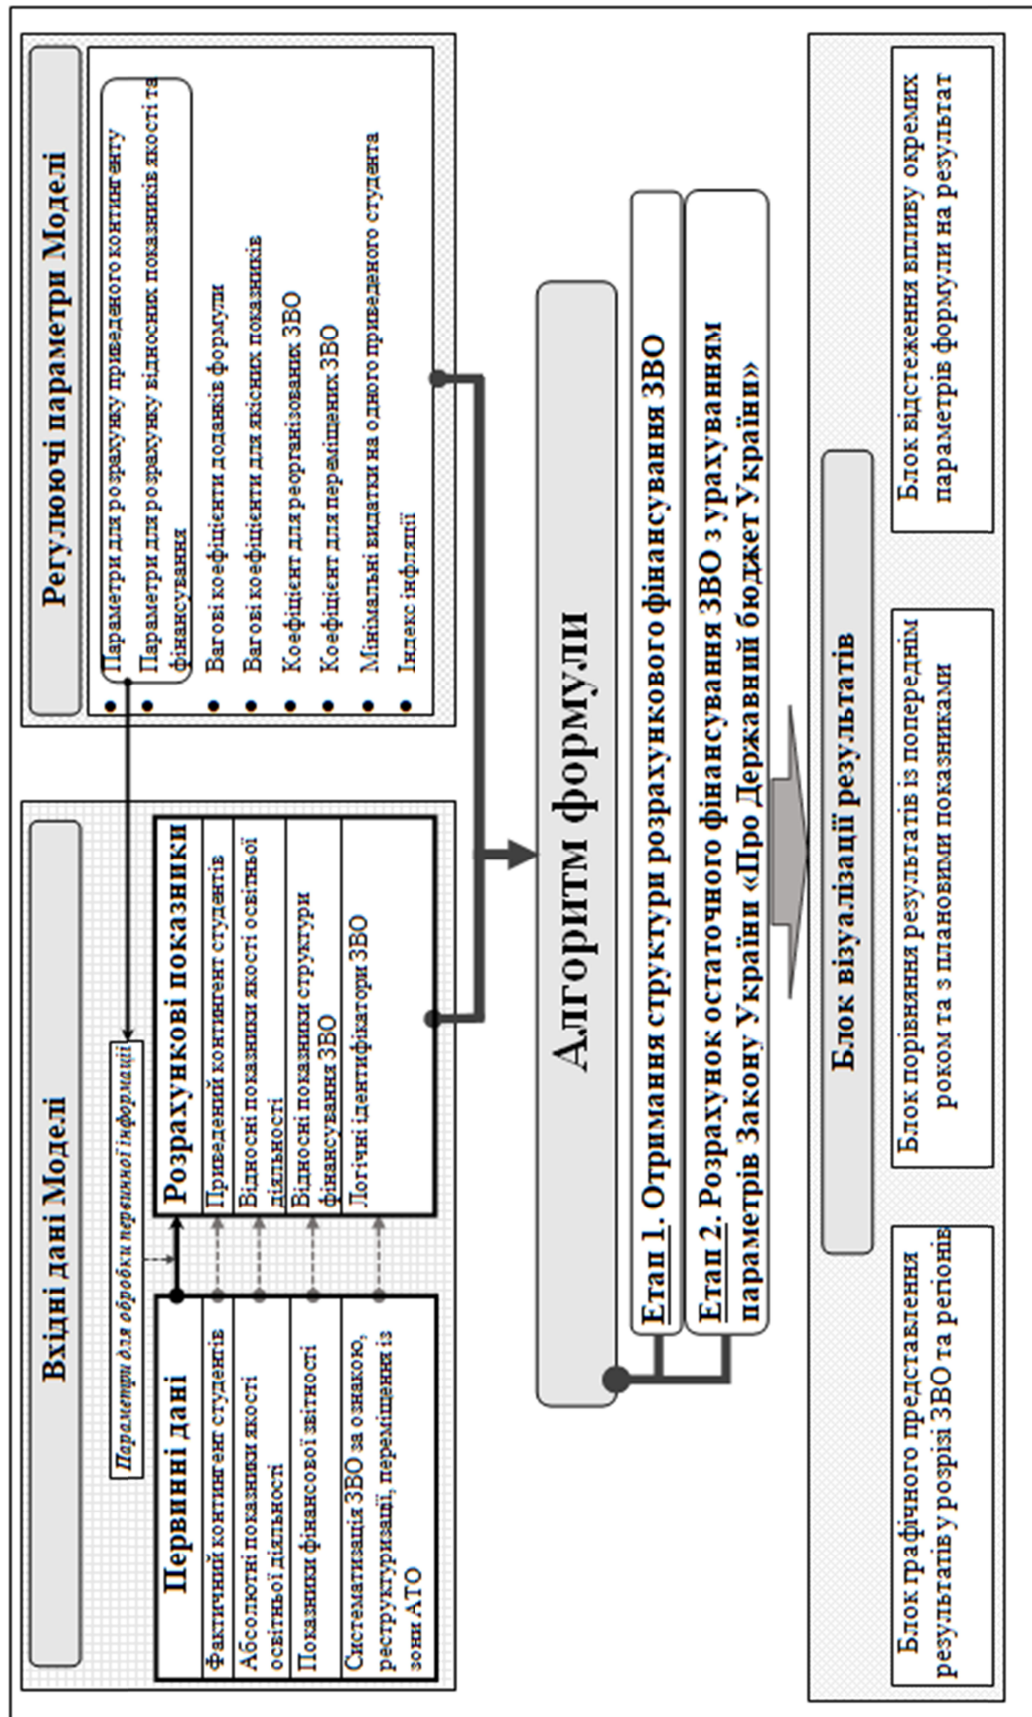 Вхідні дані Моделі
Параметри для обробки первинної інформації
Первинні дані
Фактичний контингент студентів
Абсолютні показники якості
освітньої діяльності
Показники фінансової звітності
Систематизація ЗВО за ознакою,
реструктуризації, переміщення із
зони АТО
Розрахункові показники
Приведений контингент студентів
Відносні показники якості освітньої
діяльності
Відносні показники структури
фінансування ЗВО
Логічні ідентифікатори ЗВО
Регулюючі параметри Моделі
• Параметри для розрахунку приведеного контингенту
• Параметри для розрахунку відносних показників якості та
фінансування
• Вагові коефіцієнти доданків формули
• Вагові коефіцієнти для якісних показників
• Коефіцієнт для реорганізованих ЗВО
• Коефіцієнт для переміщених ЗВО
• Мінімальні видатки на одного приведеного студента
• Індекс інфляції
Алгоритм формули
Етап 1. Отримання структури розрахункового фінансування ЗВО
Етап 2. Розрахунок остаточного фінансування ЗВО з урахуванням
параметрів Закону України «Про Державний бюджет України»
Блок візуалізації результатів
Блок графічного представлення
результатів у розрізі ЗВО та регіонів
Блок порівняння результатів із попереднім
роком та з плановими показниками
Блок відстеження впливу окремих
параметрів формули на результат